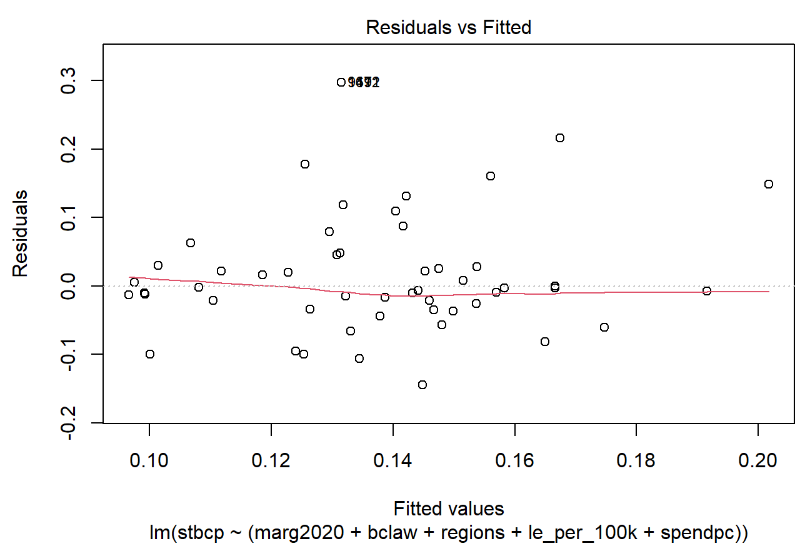 Residuals vs Fitted
Residuals
0.3
0.2
0.1
0.0
-0.1
-0.2
0.10 0.12 0.14 0.16 0.18 0.20
Fitted values
lm(stbcp ~ (marg2020 + bclaw + regions + le_per_100k + spendpc))